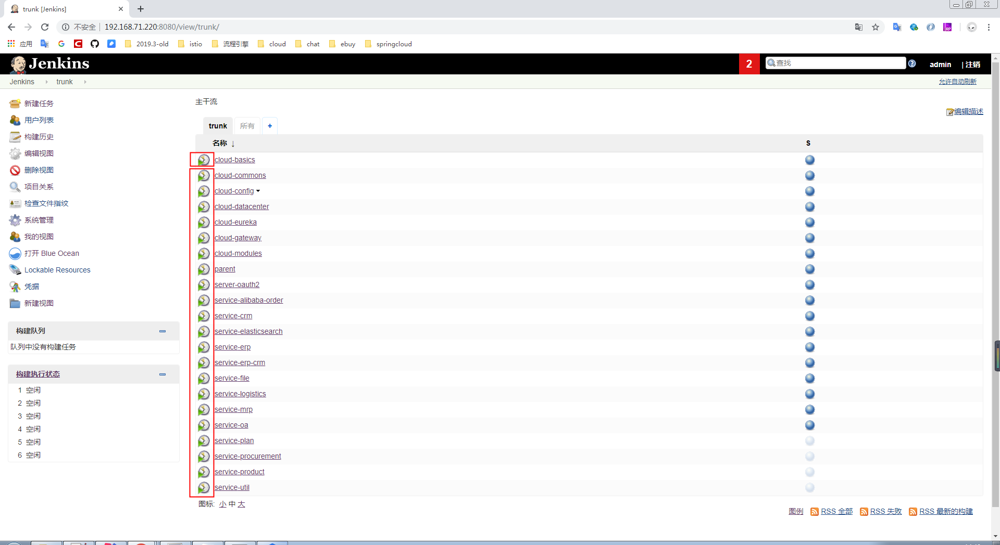 trunk [Jenkins]
不安全 192.168.71.220:8080/view/trunk/
应用 2019.3-old istio 流程引擎 cloud chat ebuy springcloud
Jenkins 2 查找 admin | 注销
Jenkins trunk 允许自动刷新
新建任务
用户列表
构建历史
编辑视图
删除视图
项目关系
检查文件指纹
系统管理
我的视图
打开 Blue Ocean
Lockable Resources
凭据
新建视图
构建队列
队列中没有构建任务
构建执行状态
1 空闲
2 空闲
3 空闲
4 空闲
5 空闲
6 空闲
主干流
编辑描述
trunk 所有 +
名称 ↓ S
cloud-basics
cloud-commons
cloud-config
cloud-datacenter
cloud-eureka
cloud-gateway
cloud-modules
parent
server-oauth2
service-alibaba-order
service-crm
service-elasticsearch
service-erp
service-erp-crm
service-file
service-logistics
service-mrp
service-oa
service-plan
service-procurement
service-product
service-util
图标: 小 中 大
图例 RSS 全部 RSS 失败 RSS 最新的构建